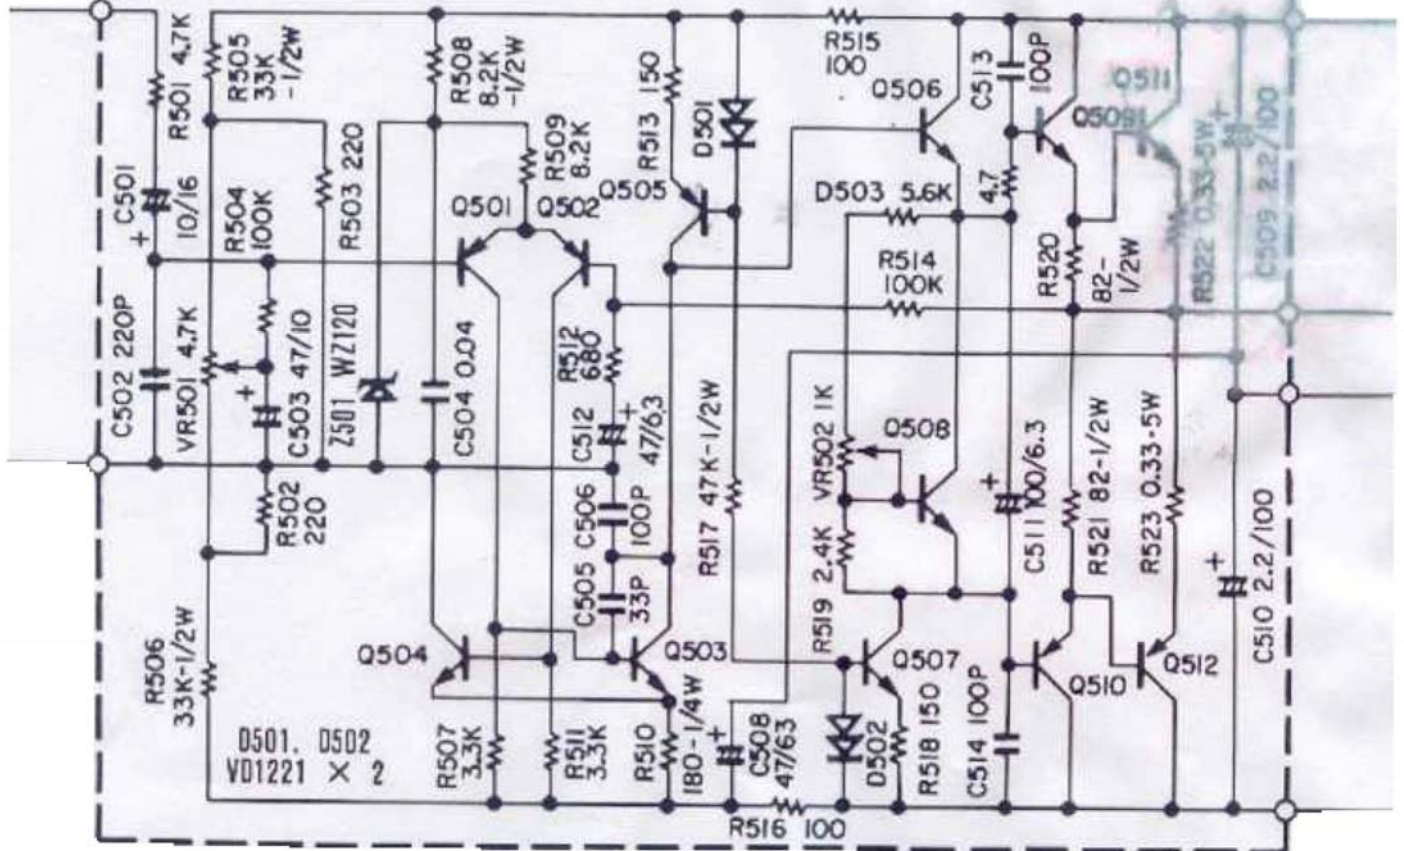 R501 4.7K
C501
10/16
+
C502 220P
R505
33K
-1/2W
R504
100K
VR501 4.7K
R503 220
+
C503 47/10
R502
220
Z501 WZ120
R508
8.2K
-1/2W
R509
8.2K
Q501
Q502
C504 0.04
R512
680
C512
+
47/6.3
C506
100P
C505
33P
R513 150
D501
Q505
R517 47K-1/2W
R515
100
Q506
D503 5.6K
R514
100K
C513
100P
4.7
Q509
Q511
R520
82-
1/2W
R522 0.33-5W
+
C509 2.2/100
VR502 1K
Q508
R519 2.4K
+
C511 100/6.3
R521 82-1/2W
R523 0.33-5W
+
C510 2.2/100
R506
33K-1/2W
Q504
Q503
Q507
Q510
Q512
D501. D502
VD1221 × 2
R507
3.3K
R511
3.3K
R510
180-1/4W
+
C508
47/63
D502
R518 150
C514 100P
R516 100